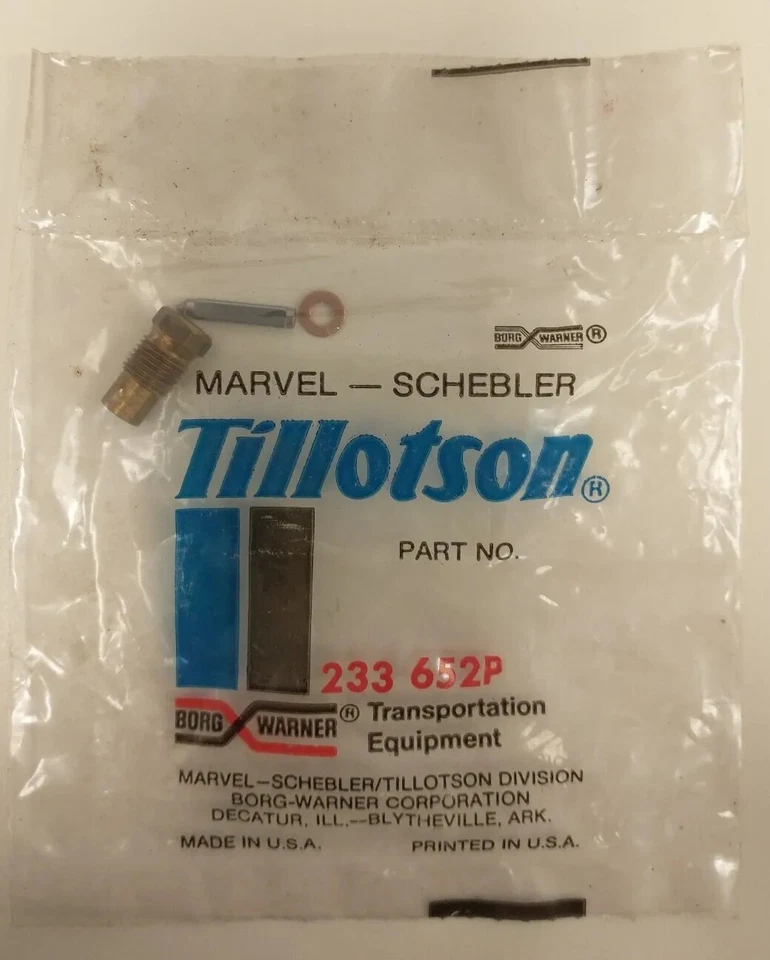 BORG WARNER ®
MARVEL — SCHEBLER
Tillotson®
PART NO.
233 652P
BORG WARNER ® Transportation
Equipment
MARVEL–SCHEBLER/TILLOTSON DIVISION
BORG-WARNER CORPORATION
DECATUR, ILL.--BLYTHEVILLE, ARK.
MADE IN U.S.A. PRINTED IN U.S.A.